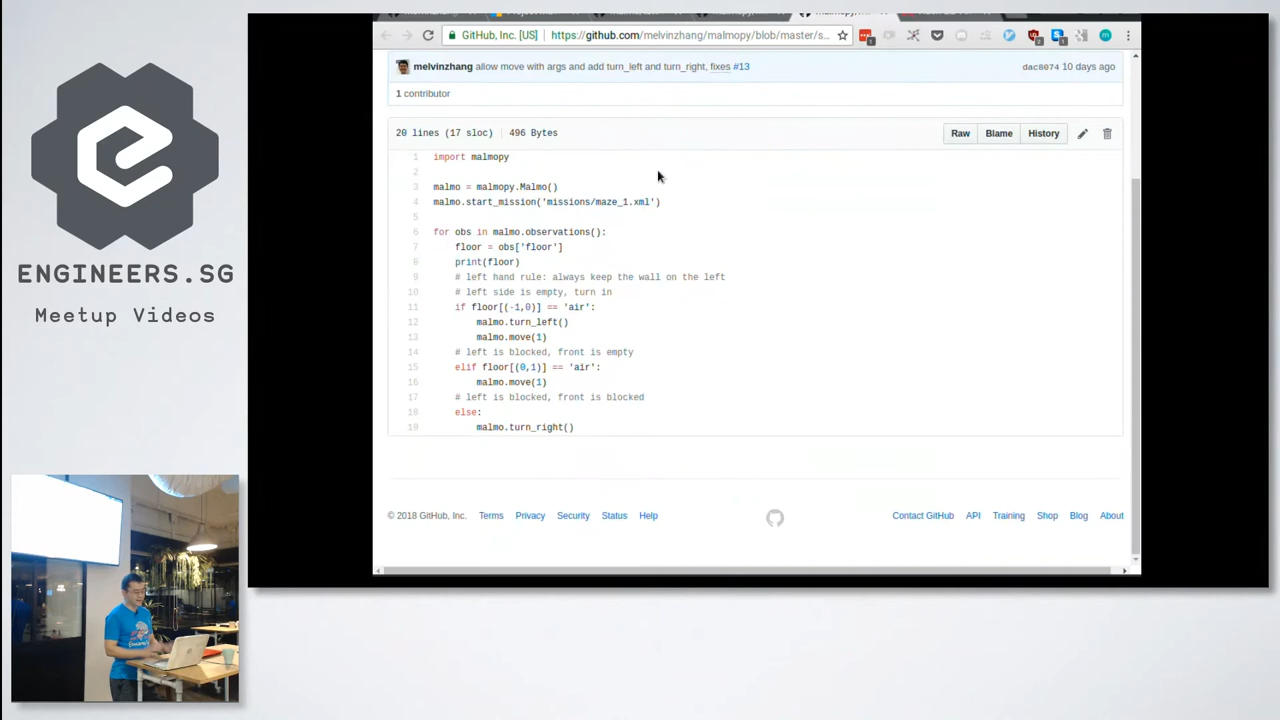 GitHub, Inc. [US]
https://github.com/melvinzhang/malmopy/blob/master/s...
melvinzhang allow move with args and add turn_left and turn_right, fixes #13
dac8074 10 days ago
1 contributor
20 lines (17 sloc) 496 Bytes
Raw Blame History
1 import malmopy
2
3 malmo = malmopy.Malmo()
4 malmo.start_mission('missions/maze_1.xml')
5
6 for obs in malmo.observations():
7 floor = obs['floor']
8 print(floor)
9 # left hand rule: always keep the wall on the left
10 # left side is empty, turn in
11 if floor[(-1,0)] == 'air':
12 malmo.turn_left()
13 malmo.move(1)
14 # left is blocked, front is empty
15 elif floor[(0,1)] == 'air':
16 malmo.move(1)
17 # left is blocked, front is blocked
18 else:
19 malmo.turn_right()
© 2018 GitHub, Inc. Terms Privacy Security Status Help
Contact GitHub API Training Shop Blog About
ENGINEERS.SG
Meetup Videos